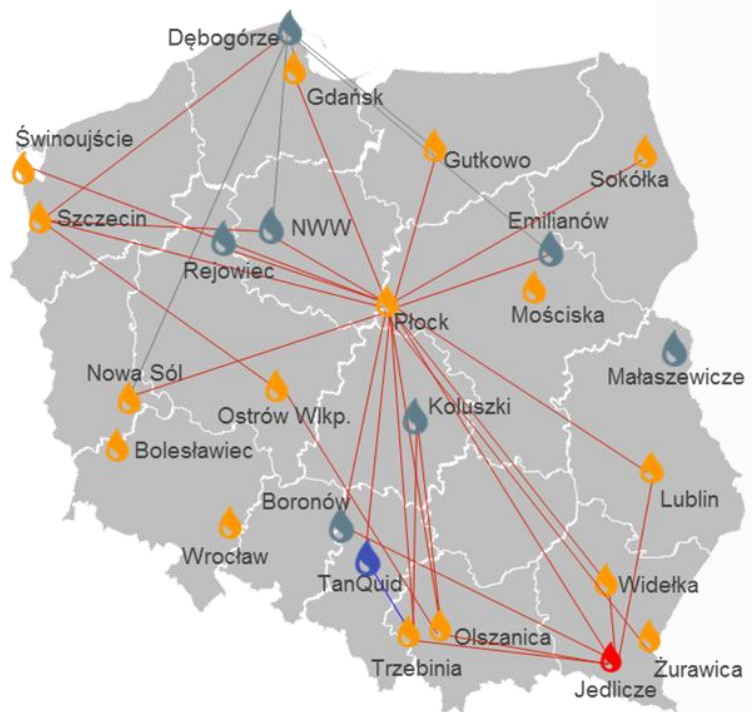 Dębogórze
Gdańsk
Świnoujście
Gutkowo
Sokółka
Szczecin
NWW
Emilianów
Rejowiec
Mościska
Płock
Małaszewicze
Nowa Sól
Ostrów Wlkp.
Koluszki
Bolesławiec
Lublin
Boronów
Wrocław
TanQuid
Widełka
Olszanica
Trzebinia
Żurawica
Jedlicze